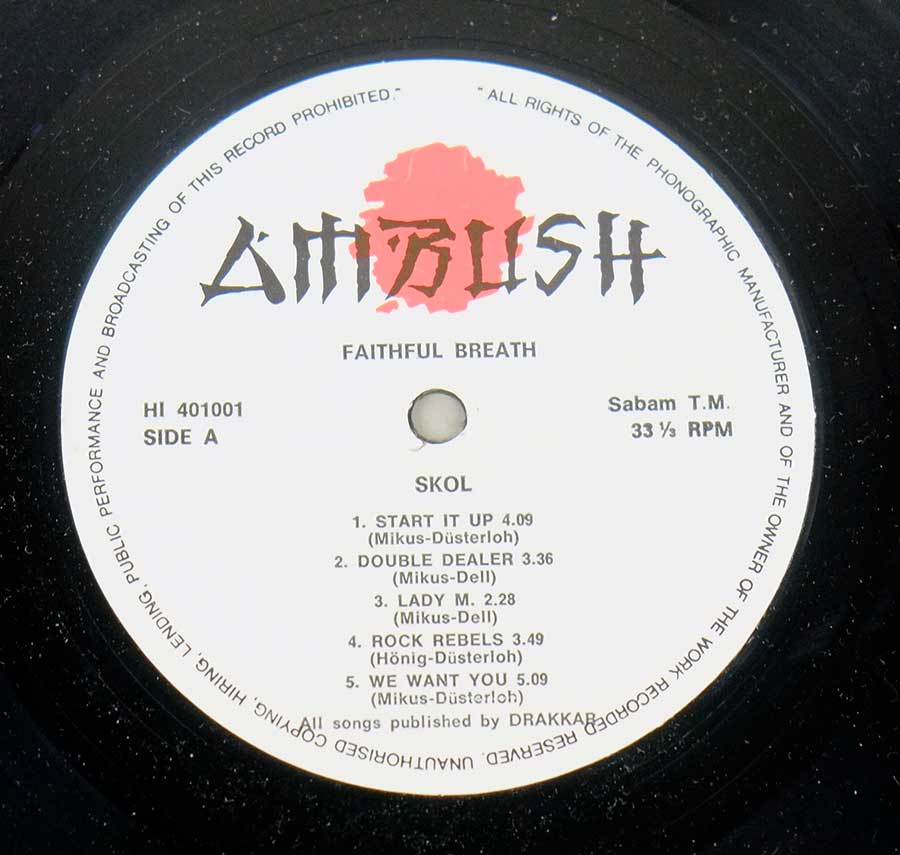 "ALL RIGHTS OF THE PHONOGRAPHIC MANUFACTURER AND OF THE OWNER OF THE WORK RECORDED RESERVED. UNAUTHORISED COPYING, HIRING, LENDING, PUBLIC PERFORMANCE AND BROADCASTING OF THIS RECORD PROHIBITED."
AMBUSH
FAITHFUL BREATH
HI 401001
SIDE A
Sabam T.M.
33 ⅓ RPM
SKOL
1. START IT UP 4.09
(Mikus-Düsterloh)
2. DOUBLE DEALER 3.36
(Mikus-Dell)
3. LADY M. 2.28
(Mikus-Dell)
4. ROCK REBELS 3.49
(Hönig-Düsterloh)
5. WE WANT YOU 5.09
(Mikus-Düsterloh)
All songs published by DRAKKAR